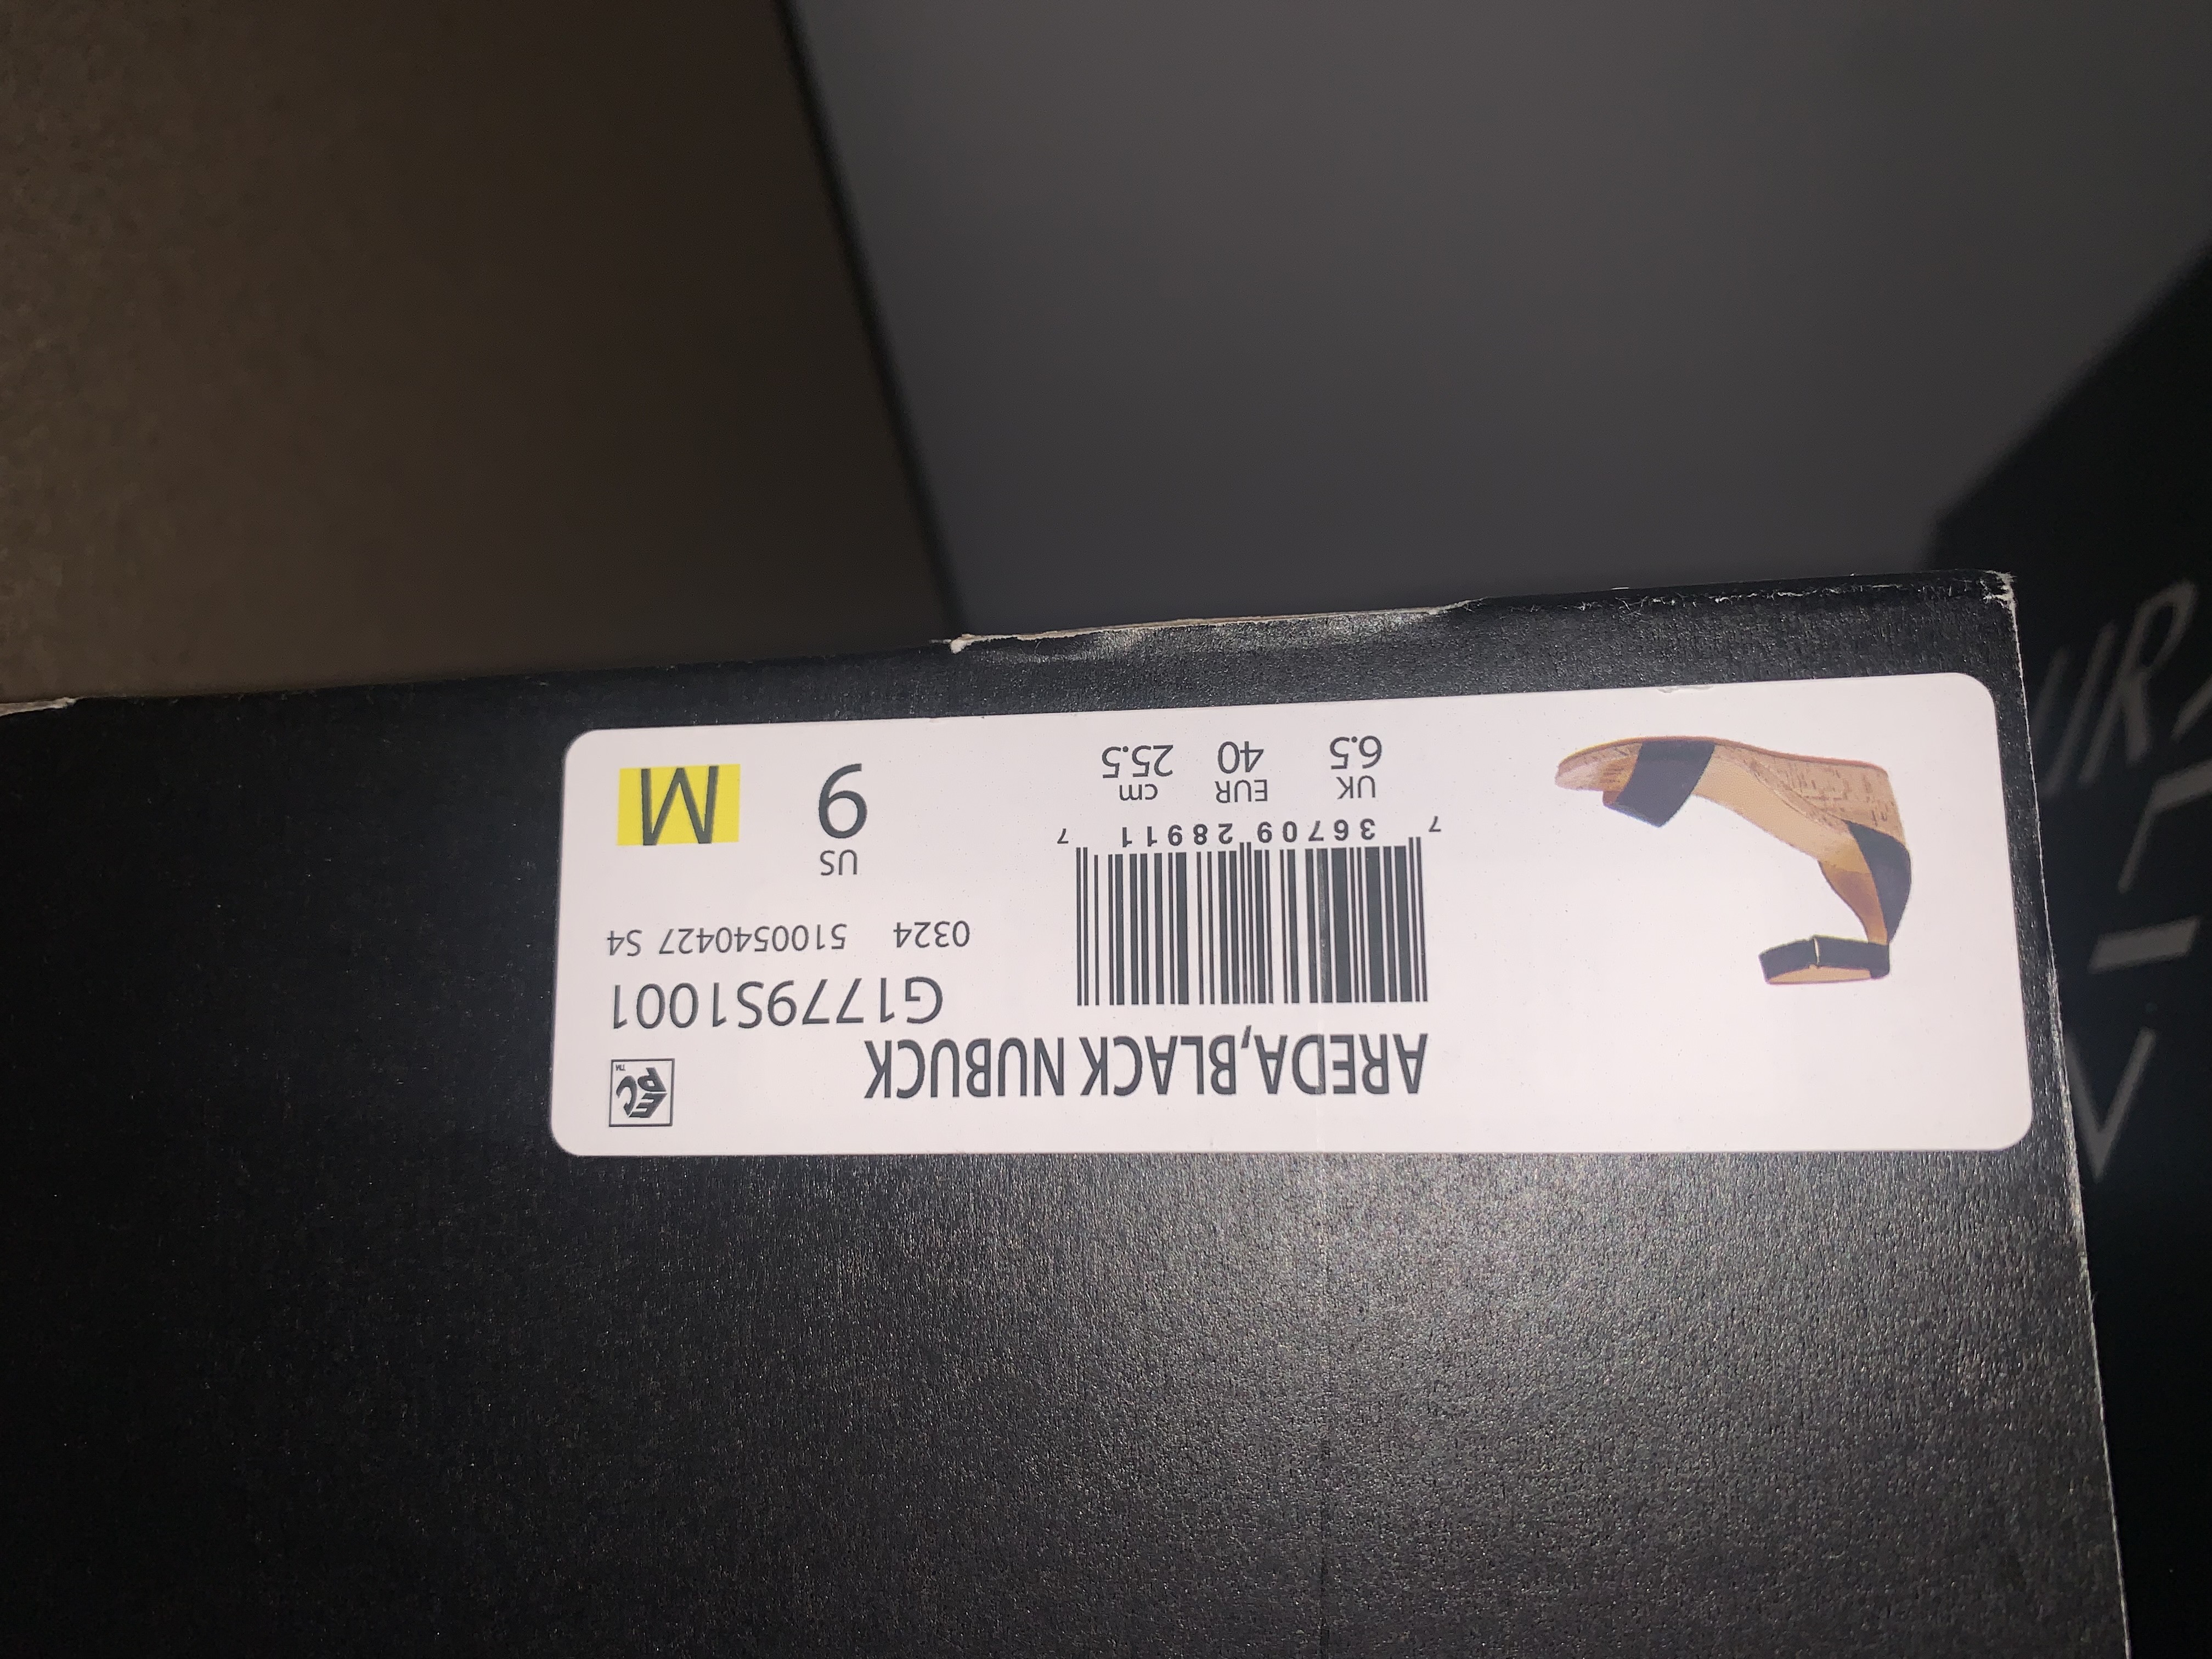 AREDA,BLACK NUBUCK
PEC™
G1779S1001
0324 5100540427 S4
7 36709 28911 7
UK EUR cm
6.5 40 25.5
US
9 M